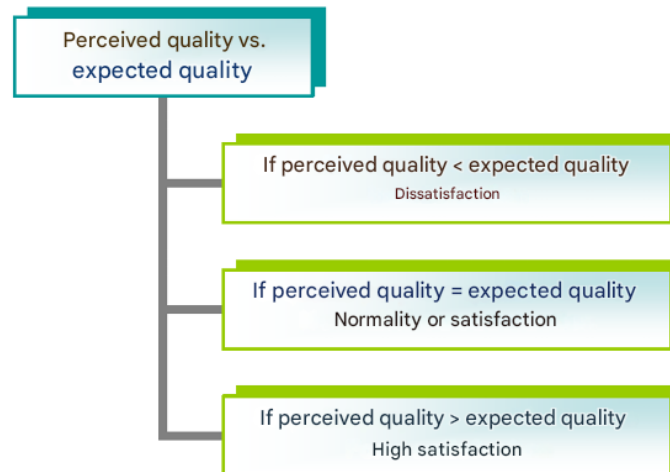 Perceived quality vs.
expected quality
If perceived quality < expected quality
Dissatisfaction
If perceived quality = expected quality
Normality or satisfaction
If perceived quality > expected quality
High satisfaction